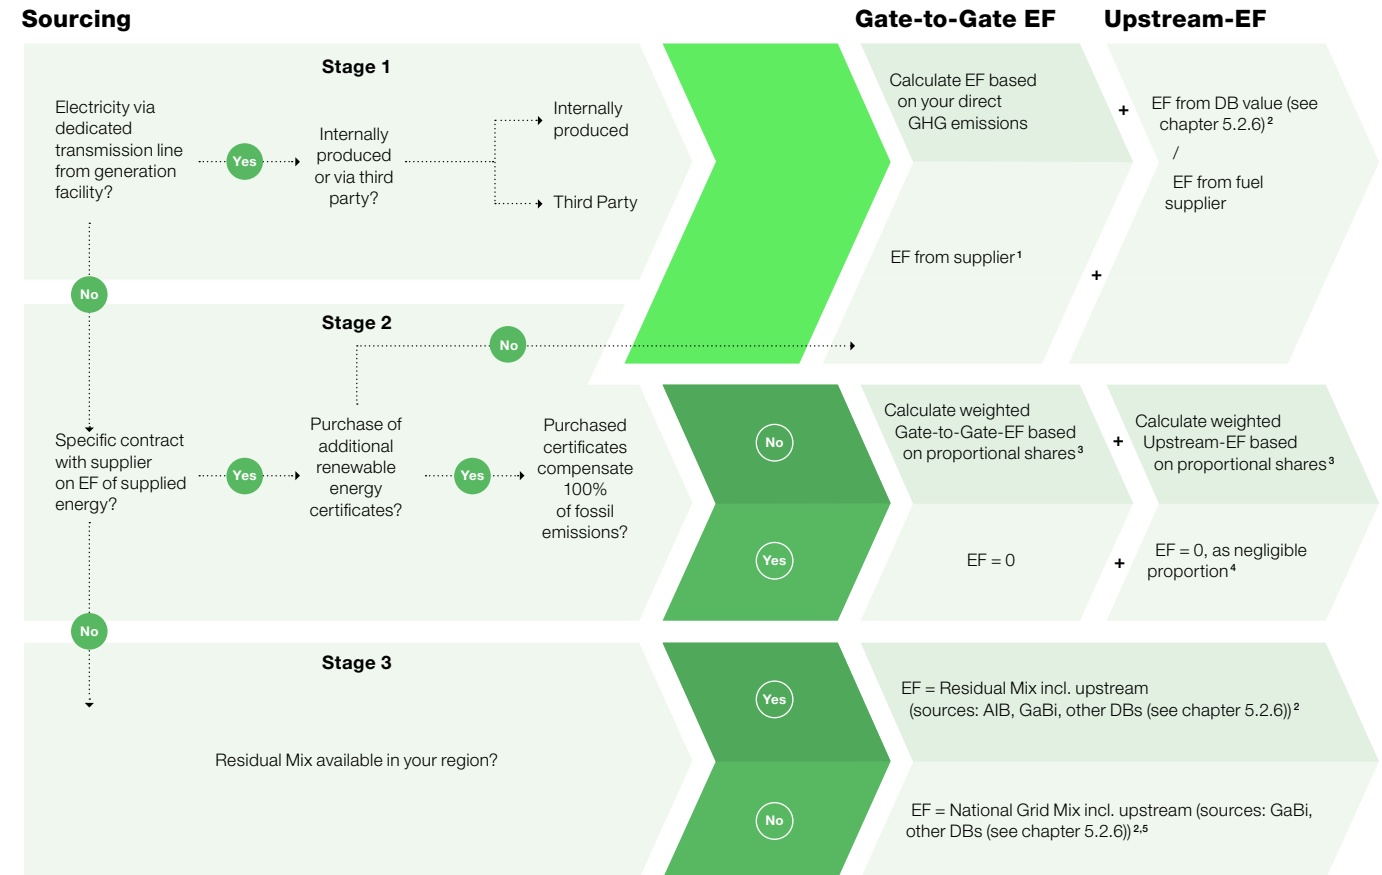 Sourcing
Gate-to-Gate EF
Upstream-EF
Stage 1
Electricity via
dedicated
transmission line
from generation
facility?
Yes
Internally
produced
or via third
party?
Internally
produced
Third Party
Calculate EF based
on your direct
GHG emissions
+
EF from DB value (see
chapter 5.2.6)²
/
EF from fuel
supplier
EF from supplier¹
+
No
Stage 2
No
Specific contract
with supplier
on EF of supplied
energy?
Yes
Purchase of
additional
renewable
energy
certificates?
Yes
Purchased
certificates
compensate
100%
of fossil
emissions?
No
Calculate weighted
Gate-to-Gate-EF based
on proportional shares³
+
Calculate weighted
Upstream-EF based
on proportional shares³
Yes
EF = 0
+
EF = 0, as negligible
proportion⁴
No
Stage 3
Residual Mix available in your region?
Yes
EF = Residual Mix incl. upstream
(sources: AIB, GaBi, other DBs (see chapter 5.2.6))²
No
EF = National Grid Mix incl. upstream (sources: GaBi,
other DBs (see chapter 5.2.6))²,⁵